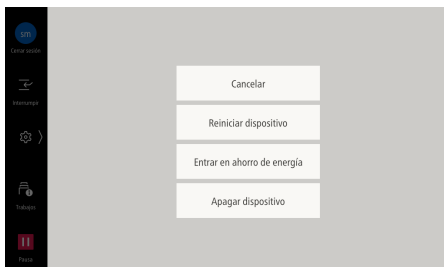 sm
Cerrar sesión
Interrumpir
Trabajos
Pausa
Cancelar
Reiniciar dispositivo
Entrar en ahorro de energía
Apagar dispositivo